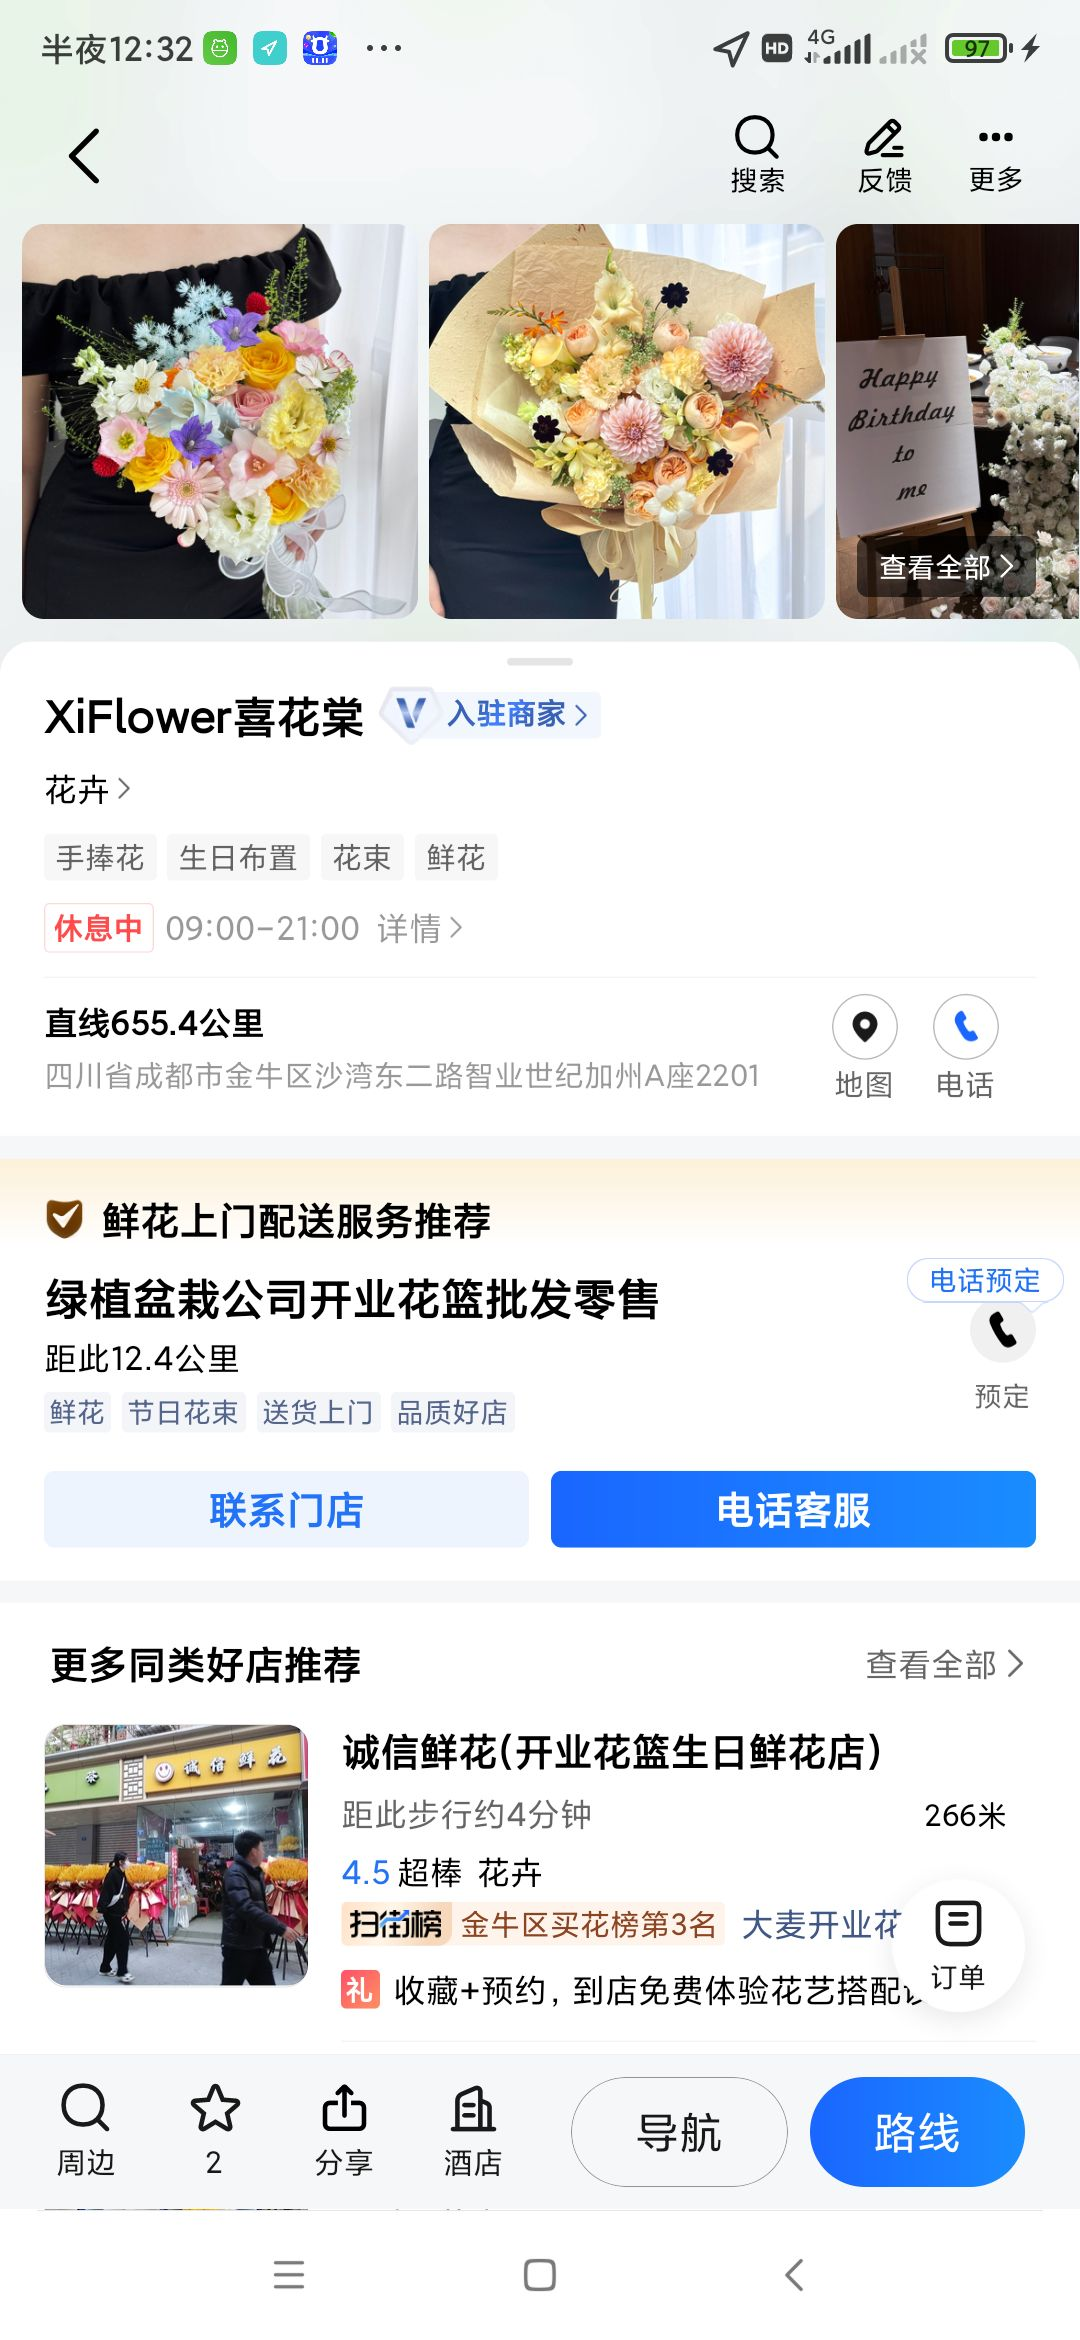 半夜12:32
HD 4G 97
搜索 反馈 更多
Happy
Birthday
to
me
查看全部
XiFlower喜花棠 V 入驻商家
花卉
手捧花 生日布置 花束 鲜花
休息中 09:00-21:00 详情
直线655.4公里
四川省成都市金牛区沙湾东二路智业世纪加州A座2201
地图 电话
鲜花上门配送服务推荐
绿植盆栽公司开业花篮批发零售
电话预定
距此12.4公里
预定
鲜花 节日花束 送货上门 品质好店
联系门店 电话客服
更多同类好店推荐 查看全部
茶 诚信鲜花
诚信鲜花(开业花篮生日鲜花店)
距此步行约4分钟 266米
4.5 超棒 花卉
扫街榜 金牛区买花榜第3名 大麦开业花
礼 收藏+预约，到店免费体验花艺搭配
订单
周边 2 分享 酒店 导航 路线